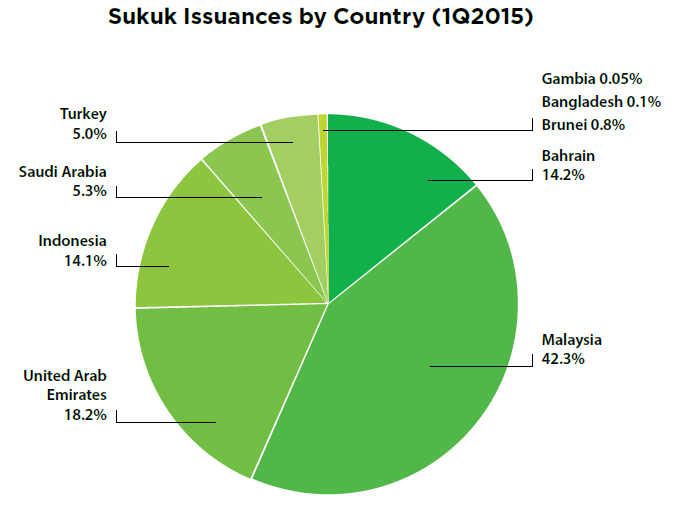 Sukuk Issuances by Country (1Q2015)
Gambia 0.05%
Bangladesh 0.1%
Brunei 0.8%
Bahrain
14.2%
Malaysia
42.3%
United Arab
Emirates
18.2%
Indonesia
14.1%
Saudi Arabia
5.3%
Turkey
5.0%